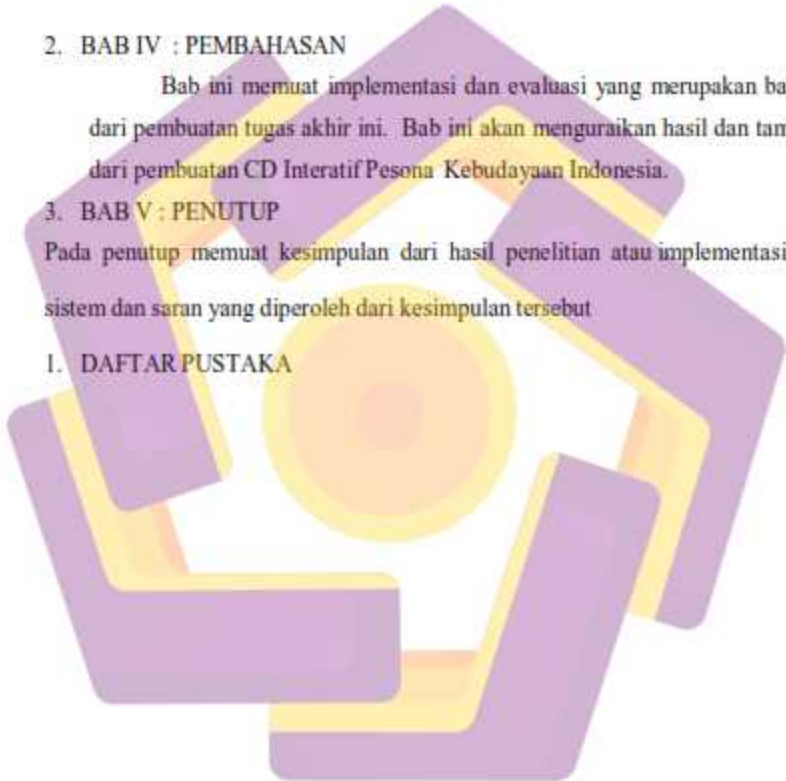 2. BAB IV : PEMBAHASAN
Bab ini memuat implementasi dan evaluasi yang merupakan ba
dari pembuatan tugas akhir ini. Bab ini akan menguraikan hasil dan tam
dari pembuatan CD Interatif Pesona Kebudayaan Indonesia.
3. BAB V : PENUTUP
Pada penutup memuat kesimpulan dari hasil penelitian atau implementasi
sistem dan saran yang diperoleh dari kesimpulan tersebut
1. DAFTAR PUSTAKA